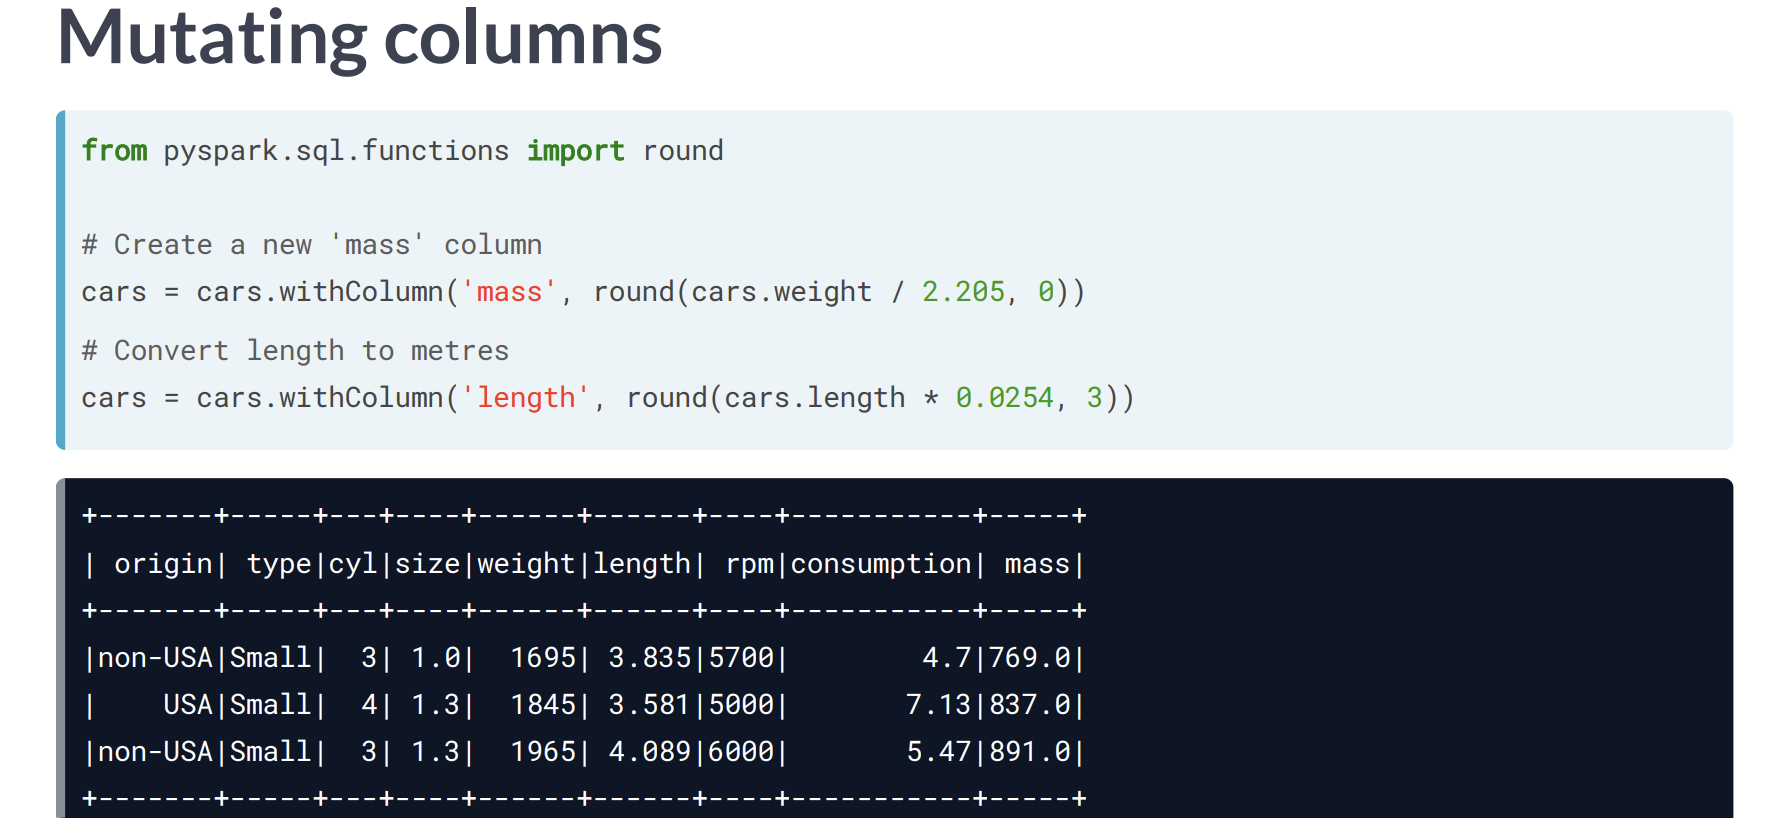 Mutating columns
from pyspark.sql.functions import round
# Create a new 'mass' column
cars = cars.withColumn('mass', round(cars.weight / 2.205, 0))
# Convert length to metres
cars = cars.withColumn('length', round(cars.length * 0.0254, 3))
+-------+-----+---+----+------+------+----+-----------+-----+
| origin| type|cyl|size|weight|length| rpm|consumption| mass|
+-------+-----+---+----+------+------+----+-----------+-----+
|non-USA|Small|  3| 1.0|  1695| 3.835|5700|        4.7|769.0|
|    USA|Small|  4| 1.3|  1845| 3.581|5000|       7.13|837.0|
|non-USA|Small|  3| 1.3|  1965| 4.089|6000|       5.47|891.0|
+-------+-----+---+----+------+------+----+-----------+-----+